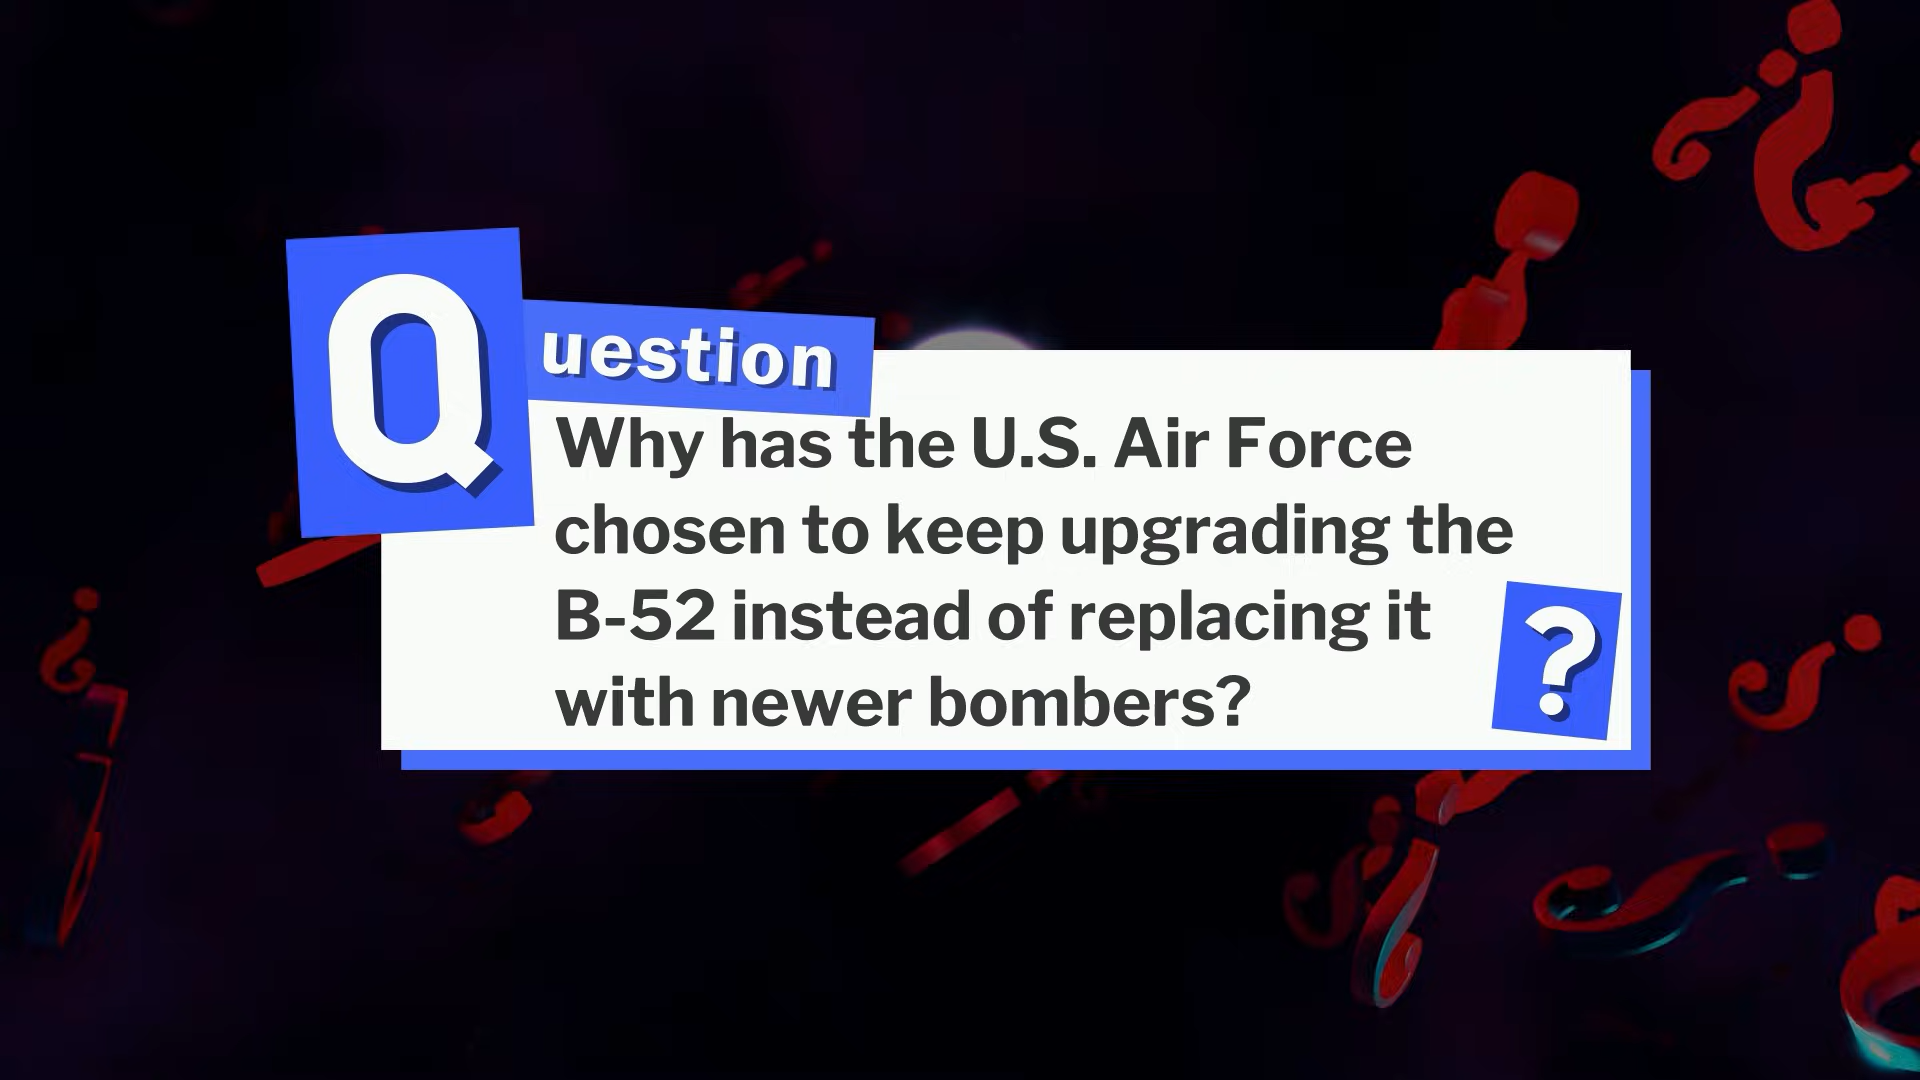 Question
Why has the U.S. Air Force
chosen to keep upgrading the
B-52 instead of replacing it
with newer bombers?
?